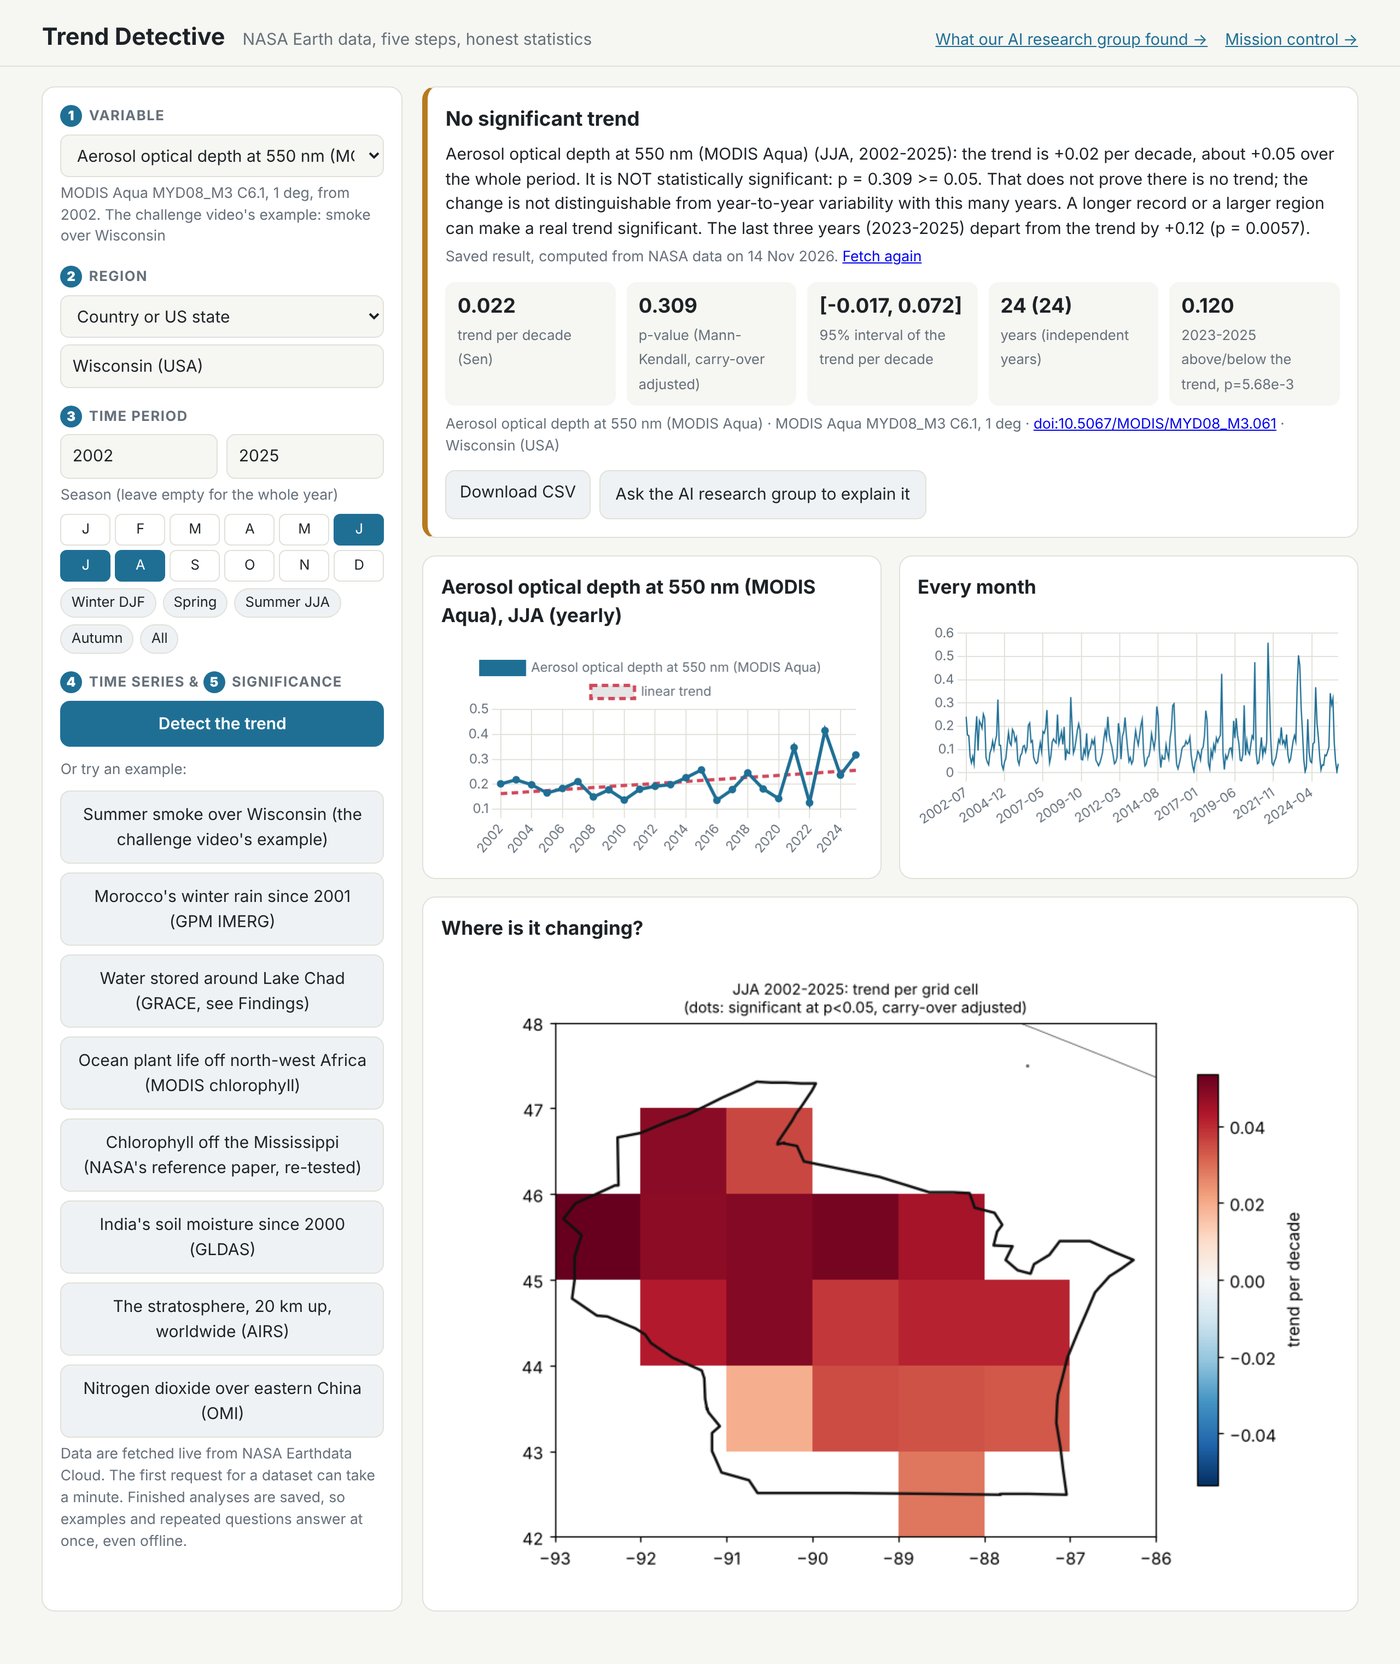 Trend Detective
NASA Earth data, five steps, honest statistics
What our AI research group found →
Mission control →
1 VARIABLE
Aerosol optical depth at 550 nm (MC
MODIS Aqua MYD08_M3 C6.1, 1 deg, from
2002. The challenge video's example: smoke
over Wisconsin
2 REGION
Country or US state
Wisconsin (USA)
3 TIME PERIOD
2002
2025
Season (leave empty for the whole year)
J F M A M J
J A S O N D
Winter DJF Spring Summer JJA
Autumn All
4 TIME SERIES & 5 SIGNIFICANCE
Detect the trend
Or try an example:
Summer smoke over Wisconsin (the
challenge video's example)
Morocco's winter rain since 2001
(GPM IMERG)
Water stored around Lake Chad
(GRACE, see Findings)
Ocean plant life off north-west Africa
(MODIS chlorophyll)
Chlorophyll off the Mississippi
(NASA's reference paper, re-tested)
India's soil moisture since 2000
(GLDAS)
The stratosphere, 20 km up,
worldwide (AIRS)
Nitrogen dioxide over eastern China
(OMI)
Data are fetched live from NASA Earthdata
Cloud. The first request for a dataset can take
a minute. Finished analyses are saved, so
examples and repeated questions answer at
once, even offline.
No significant trend
Aerosol optical depth at 550 nm (MODIS Aqua) (JJA, 2002-2025): the trend is +0.02 per decade, about +0.05 over
the whole period. It is NOT statistically significant: p = 0.309 >= 0.05. That does not prove there is no trend; the
change is not distinguishable from year-to-year variability with this many years. A longer record or a larger region
can make a real trend significant. The last three years (2023-2025) depart from the trend by +0.12 (p = 0.0057).
Saved result, computed from NASA data on 14 Nov 2026. Fetch again
0.022
trend per decade
(Sen)
0.309
p-value (Mann-
Kendall, carry-over
adjusted)
[-0.017, 0.072]
95% interval of the
trend per decade
24 (24)
years (independent
years)
0.120
2023-2025
above/below the
trend, p=5.68e-3
Aerosol optical depth at 550 nm (MODIS Aqua) · MODIS Aqua MYD08_M3 C6.1, 1 deg · doi:10.5067/MODIS/MYD08_M3.061 ·
Wisconsin (USA)
Download CSV
Ask the AI research group to explain it
Aerosol optical depth at 550 nm (MODIS
Aqua), JJA (yearly)
Aerosol optical depth at 550 nm (MODIS Aqua)
linear trend
0.5
0.4
0.3
0.2
0.1
2002 2004 2006 2008 2010 2012 2014 2016 2018 2020 2022 2024
Every month
0.6
0.5
0.4
0.3
0.2
0.1
0
2002-07 2004-12 2007-05 2009-10 2012-03 2014-08 2017-01 2019-06 2021-11 2024-04
Where is it changing?
JJA 2002-2025: trend per grid cell
(dots: significant at p<0.05, carry-over adjusted)
48
47
46
45
44
43
42
−93 −92 −91 −90 −89 −88 −87 −86
0.04
0.02
0.00
−0.02
−0.04
trend per decade